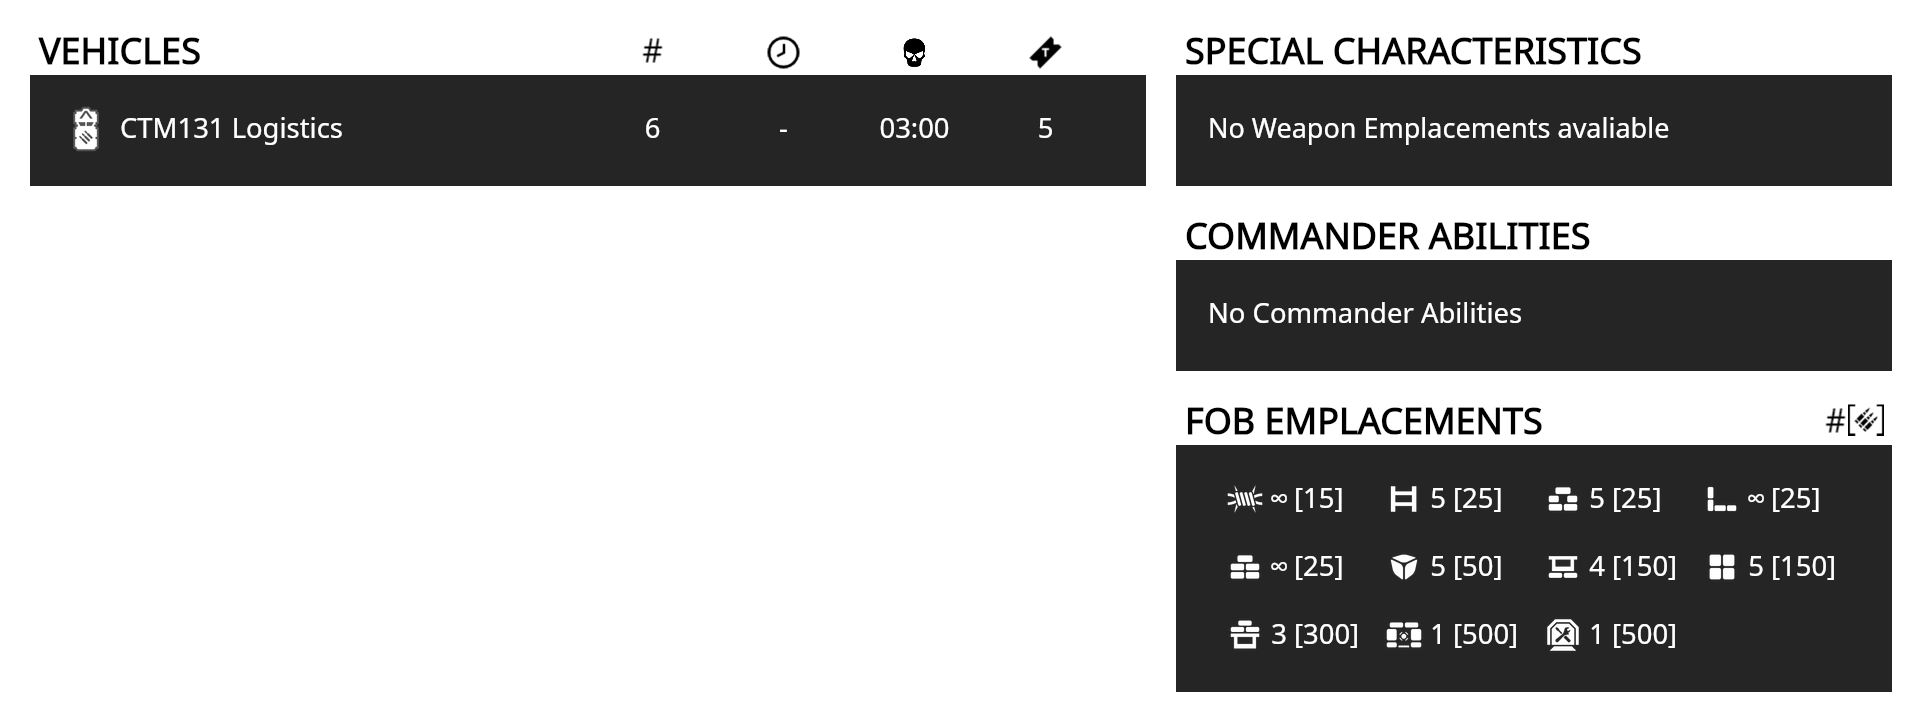 VEHICLES #
CTM131 Logistics 6 - 03:00 5
SPECIAL CHARACTERISTICS
No Weapon Emplacements avaliable
COMMANDER ABILITIES
No Commander Abilities
FOB EMPLACEMENTS #[ ]
∞ [15] 5 [25] 5 [25] ∞ [25]
∞ [25] 5 [50] 4 [150] 5 [150]
3 [300] 1 [500] 1 [500]